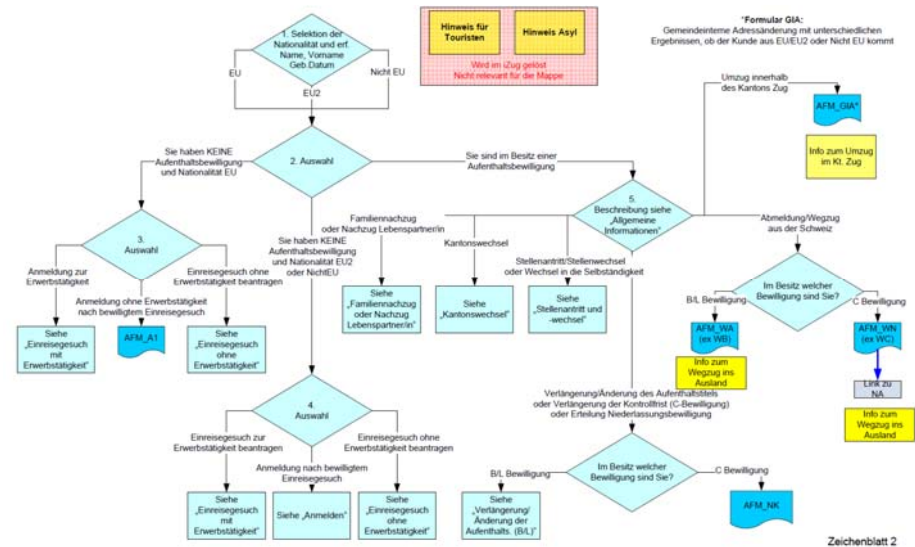 1. Selektion der
Nationalität und erf.
Name, Vorname
Geb.Datum
EU
Nicht EU
EU2
Hinweis für
Touristen
Hinweis Asyl
Wird im iZug gelöst
Nicht relevant für die Mappe
*Formular GIA:
Gemeindeinterne Adressänderung mit unterschiedlichen
Ergebnissen, ob der Kunde aus EU/EU2 oder Nicht EU kommt
Umzug innerhalb
des Kantons Zug
AFM_GIA*
Info zum Umzug
im Kt. Zug
Sie haben KEINE
Aufenthaltsbewilligung
und Nationalität EU
2. Auswahl
Sie sind im Besitz einer
Aufenthaltsbewilligung
5.
Beschreibung siehe
„Allgemeine
Informationen“
Sie haben KEINE
Aufenthaltsbewilligung
und Nationalität EU2
oder NichtEU
Familiennachzug
oder Nachzug Lebenspartner/in
Kantonswechsel
Stellenantritt/Stellenwechsel
oder Wechsel in die Selbständigkeit
Abmeldung/Wegzug
aus der Schweiz
3.
Auswahl
Anmeldung zur
Erwerbstätigkeit
Einreisegesuch ohne
Erwerbstätigkeit beantragen
Anmeldung ohne Erwerbstätigkeit
nach bewilligtem Einreisegesuch
Siehe
„Einreisegesuch
mit
Erwerbstätigkeit“
AFM_A1
Siehe
„Einreisegesuch
ohne
Erwerbstätigkeit“
Siehe
„Familiennachzug
oder Nachzug
Lebenspartner/in“
Siehe
„Kantonswechsel“
Siehe
„Stellenantritt und
-wechsel“
Im Besitz welcher
Bewilligung sind Sie?
B/L Bewilligung
C Bewilligung
AFM_WA
(ex WB)
AFM_WN
(ex WC)
Info zum
Wegzug ins
Ausland
Link zu
NA
Info zum
Wegzug ins
Ausland
4.
Auswahl
Einreisegesuch zur
Erwerbstätigkeit beantragen
Einreisegesuch ohne
Erwerbstätigkeit beantragen
Anmeldung nach bewilligtem
Einreisegesuch
Siehe
„Einreisegesuch
mit
Erwerbstätigkeit“
Siehe „Anmelden“
Siehe
„Einreisegesuch
ohne
Erwerbstätigkeit“
Verlängerung/Änderung des Aufenthaltstitels
oder Verlängerung der Kontrollfrist (C-Bewilligung)
oder Erteilung Niederlassungsbewilligung
Im Besitz welcher
Bewilligung sind Sie?
B/L Bewilligung
C Bewilligung
Siehe
„Verlängerung/
Änderung der
Aufenthalts. (B/L)“
AFM_NK
Zeichenblatt 2